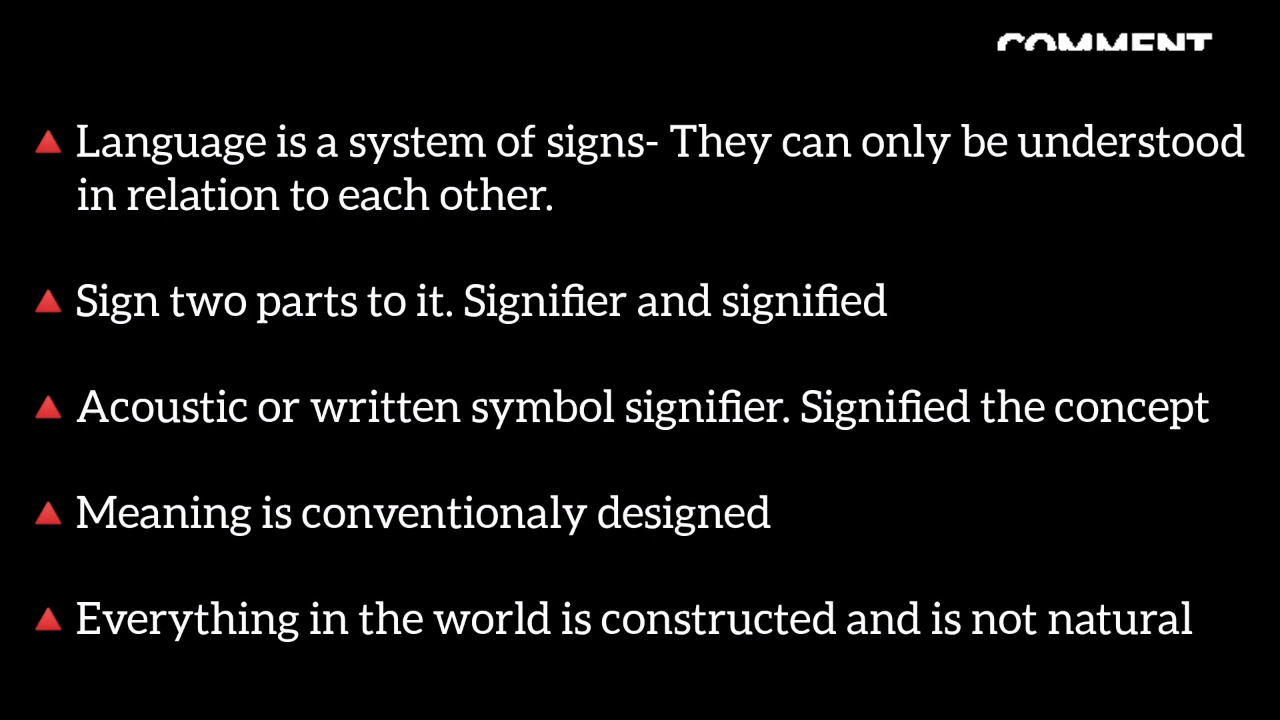 COMMENT
🔺 Language is a system of signs- They can only be understood
in relation to each other.
🔺 Sign two parts to it. Signifier and signified
🔺 Acoustic or written symbol signifier. Signified the concept
🔺 Meaning is conventionaly designed
🔺 Everything in the world is constructed and is not natural